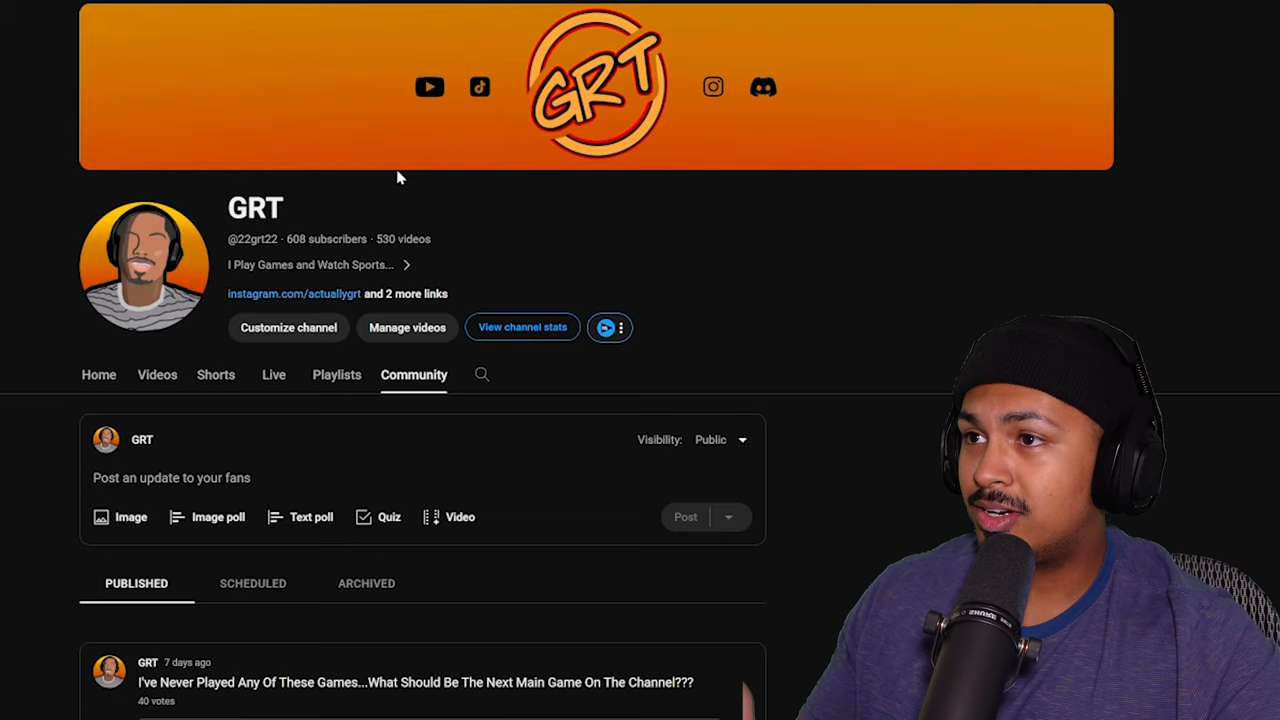 GRT
GRT
@22grt22 · 608 subscribers · 530 videos
I Play Games and Watch Sports...
instagram.com/actuallygrt and 2 more links
Customize channel Manage videos View channel stats
Home Videos Shorts Live Playlists Community
GRT Visibility: Public
Post an update to your fans
Image Image poll Text poll Quiz Video Post
PUBLISHED SCHEDULED ARCHIVED
GRT 7 days ago
I've Never Played Any Of These Games...What Should Be The Next Main Game On The Channel???
40 votes
SHURE